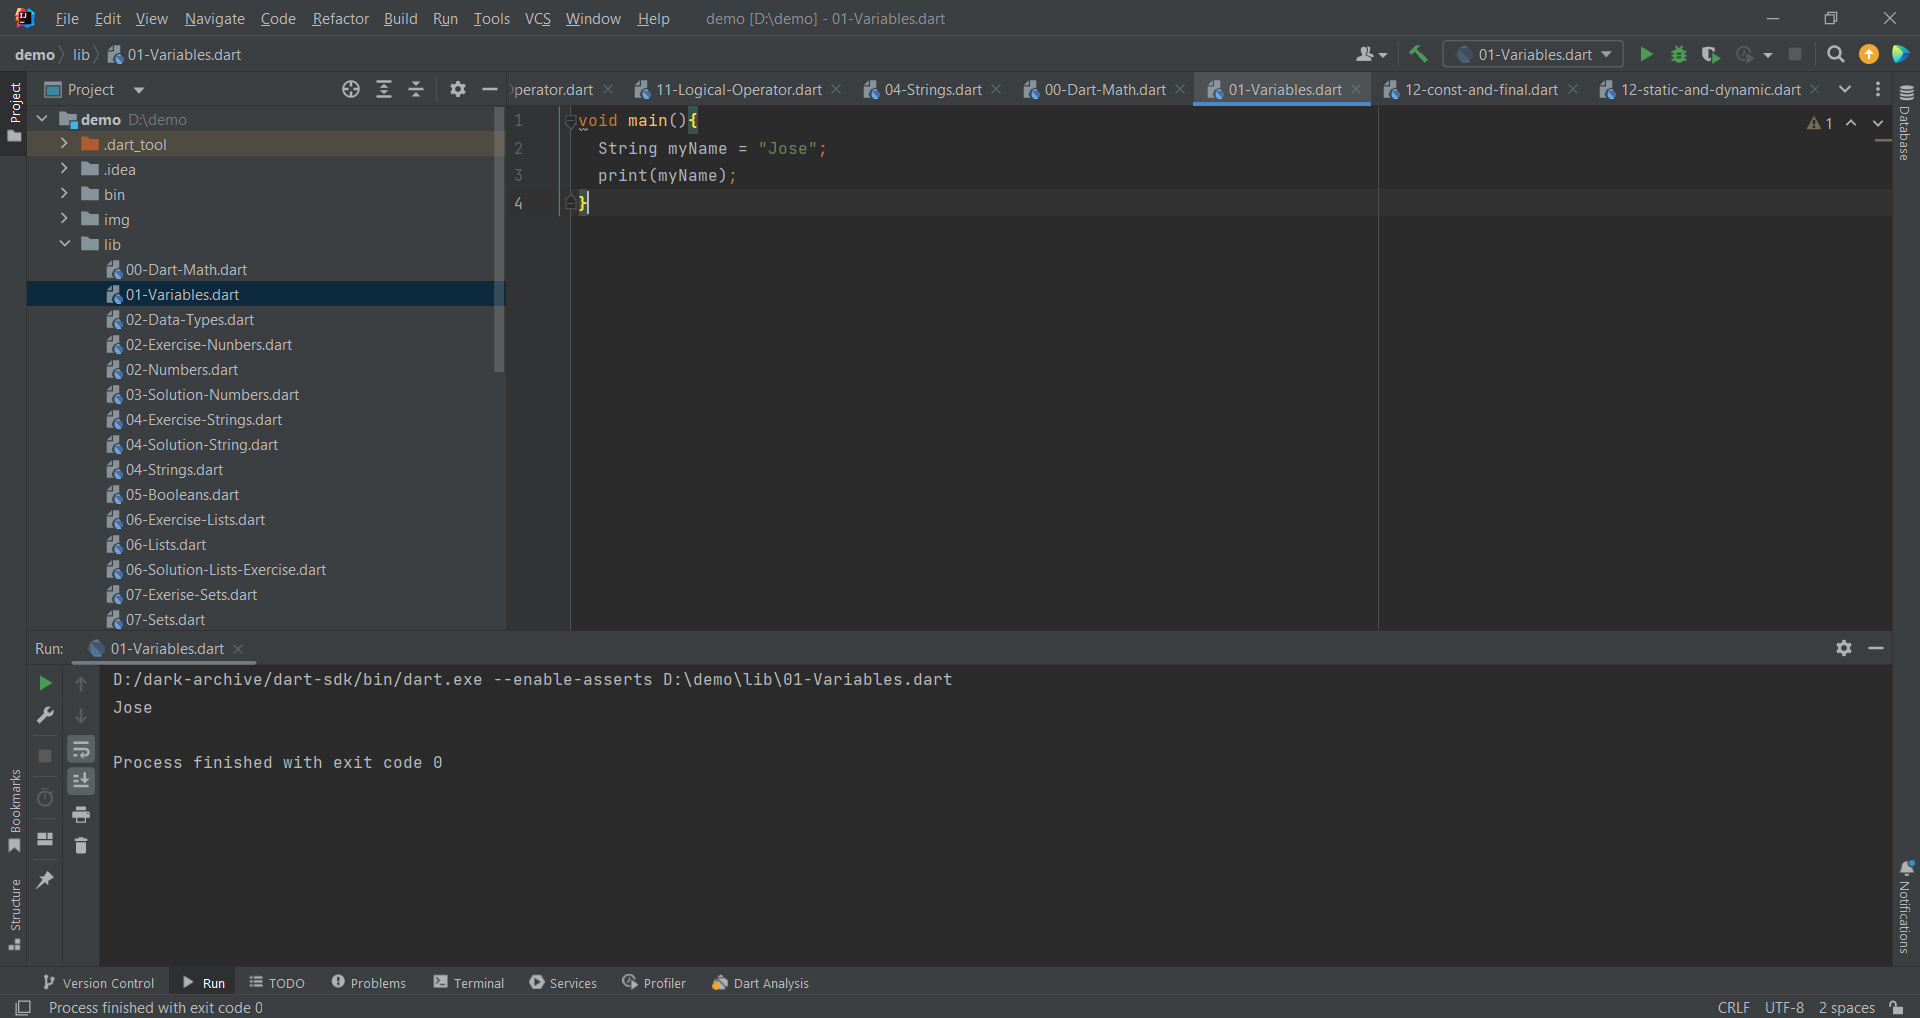 File Edit View Navigate Code Refactor Build Run Tools VCS Window Help demo [D:\demo] - 01-Variables.dart
demo lib 01-Variables.dart 01-Variables.dart
Project
Project perator.dart 11-Logical-Operator.dart 04-Strings.dart 00-Dart-Math.dart 01-Variables.dart 12-const-and-final.dart 12-static-and-dynamic.dart
Database
demo D:\demo
.dart_tool
.idea
bin
img
lib
00-Dart-Math.dart
01-Variables.dart
02-Data-Types.dart
02-Exercise-Nunbers.dart
02-Numbers.dart
03-Solution-Numbers.dart
04-Exercise-Strings.dart
04-Solution-String.dart
04-Strings.dart
05-Booleans.dart
06-Exercise-Lists.dart
06-Lists.dart
06-Solution-Lists-Exercise.dart
07-Exerise-Sets.dart
07-Sets.dart
1 void main(){
2 String myName = "Jose";
3 print(myName);
4 }
1
Run: 01-Variables.dart
D:/dark-archive/dart-sdk/bin/dart.exe --enable-asserts D:\demo\lib\01-Variables.dart
Jose
Process finished with exit code 0
Bookmarks
Structure
Notifications
Version Control Run TODO Problems Terminal Services Profiler Dart Analysis
Process finished with exit code 0 CRLF UTF-8 2 spaces